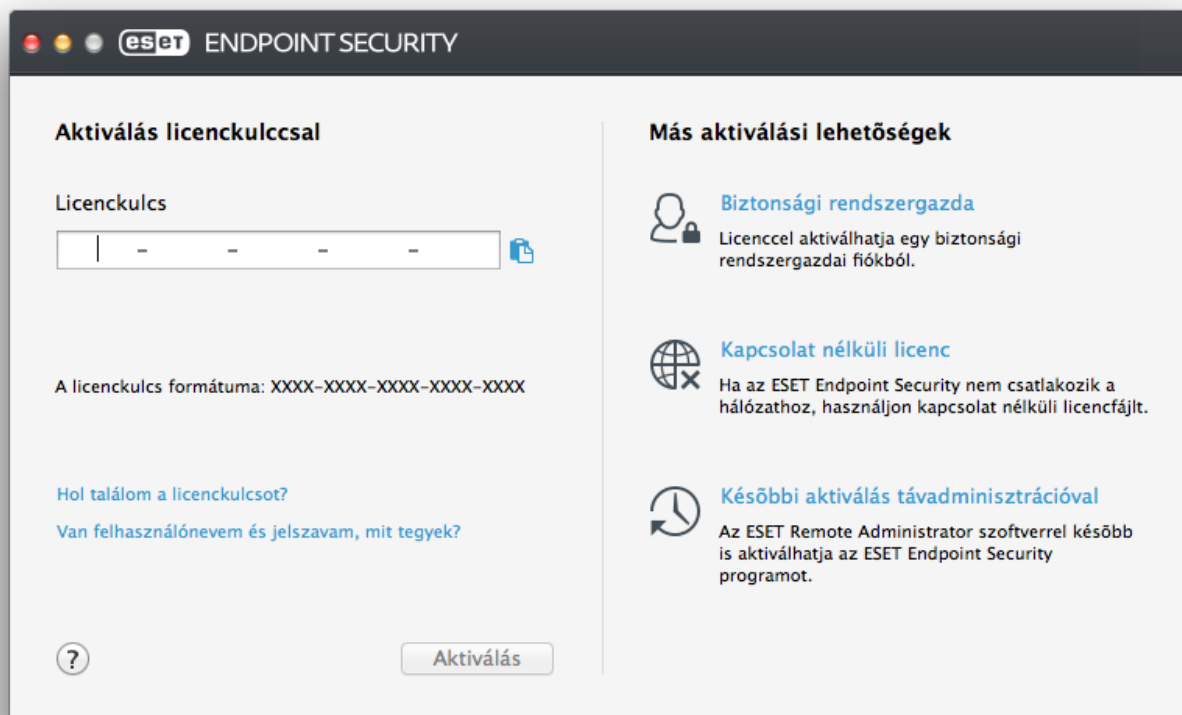 eset ENDPOINT SECURITY
Aktiválás licenckulccsal
Licenckulcs
- - - -
A licenckulcs formátuma: XXXX-XXXX-XXXX-XXXX-XXXX
Hol találom a licenckulcsot?
Van felhasználónevem és jelszavam, mit tegyek?
?
Aktiválás
Más aktiválási lehetõségek
Biztonsági rendszergazda
Licenccel aktiválhatja egy biztonsági
rendszergazdai fiókból.
Kapcsolat nélküli licenc
Ha az ESET Endpoint Security nem csatlakozik a
hálózathoz, használjon kapcsolat nélküli licencfájlt.
Késõbbi aktiválás távadminisztrációval
Az ESET Remote Administrator szoftverrel késõbb
is aktiválhatja az ESET Endpoint Security
programot.